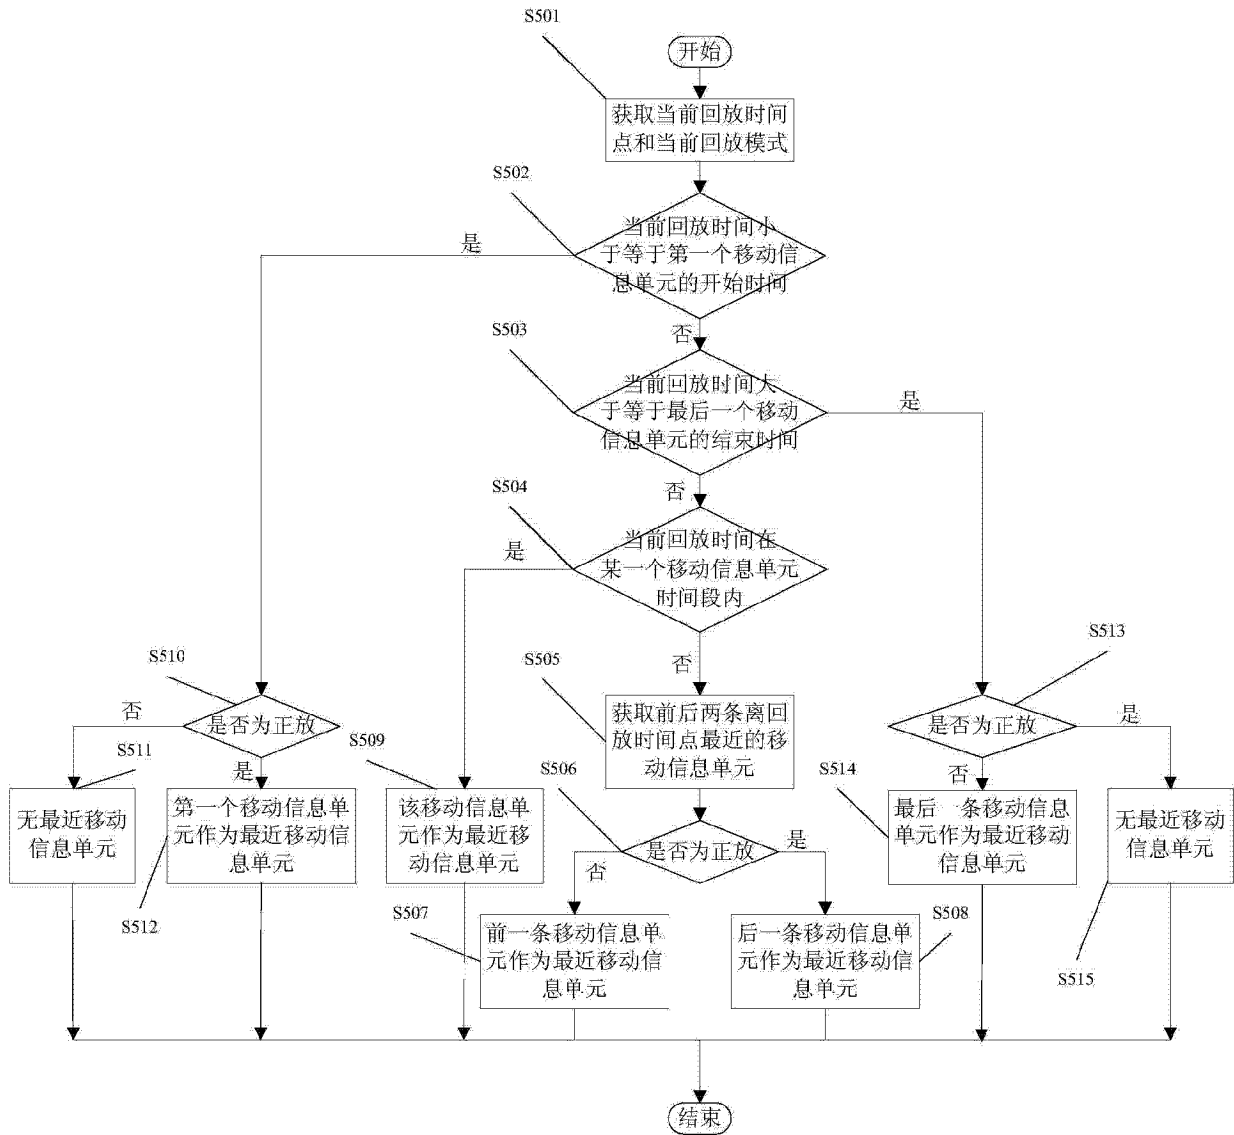 S501
开始
获取当前回放时间
点和当前回放模式
S502
当前回放时间小
于等于第一个移动信
息单元的开始时间
是
否
S503
当前回放时间大
于等于最后一个移动
信息单元的结束时间
是
否
S504
当前回放时间在
某一个移动信息单元
时间段内
是
否
S505
获取前后两条离回
放时间点最近的移
动信息单元
S510
是否为正放
否
是
S513
是否为正放
是
否
S511
无最近移动
信息单元
第一个移动信息单
元作为最近移动信
息单元
S512
S509
该移动信息单
元作为最近移
动信息单元
S506
是否为正放
否
是
S514
最后一条移动信息
单元作为最近移动
信息单元
无最近移动
信息单元
S515
S507
前一条移动信息单
元作为最近移动信
息单元
后一条移动信息单
元作为最近移动信
息单元
S508
结束